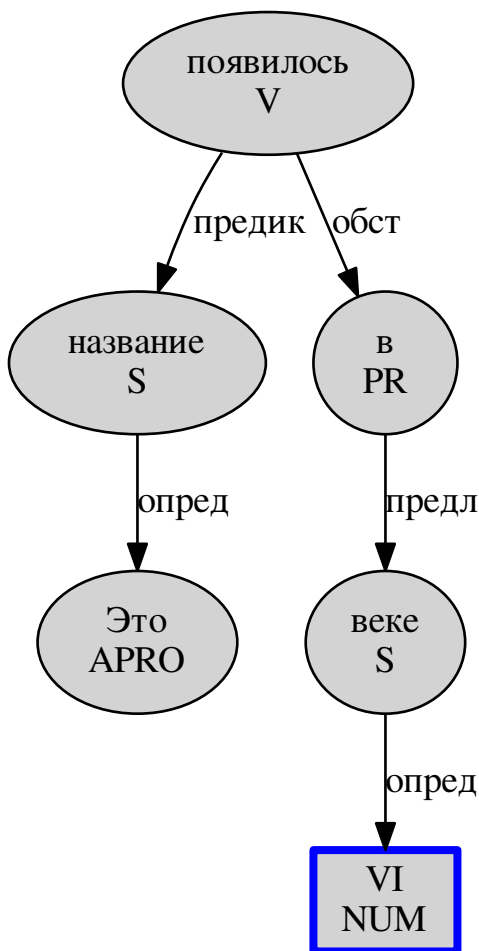 появилось
V
предик
обст
название
S
в
PR
опред
предл
Это
APRO
веке
S
опред
VI
NUM